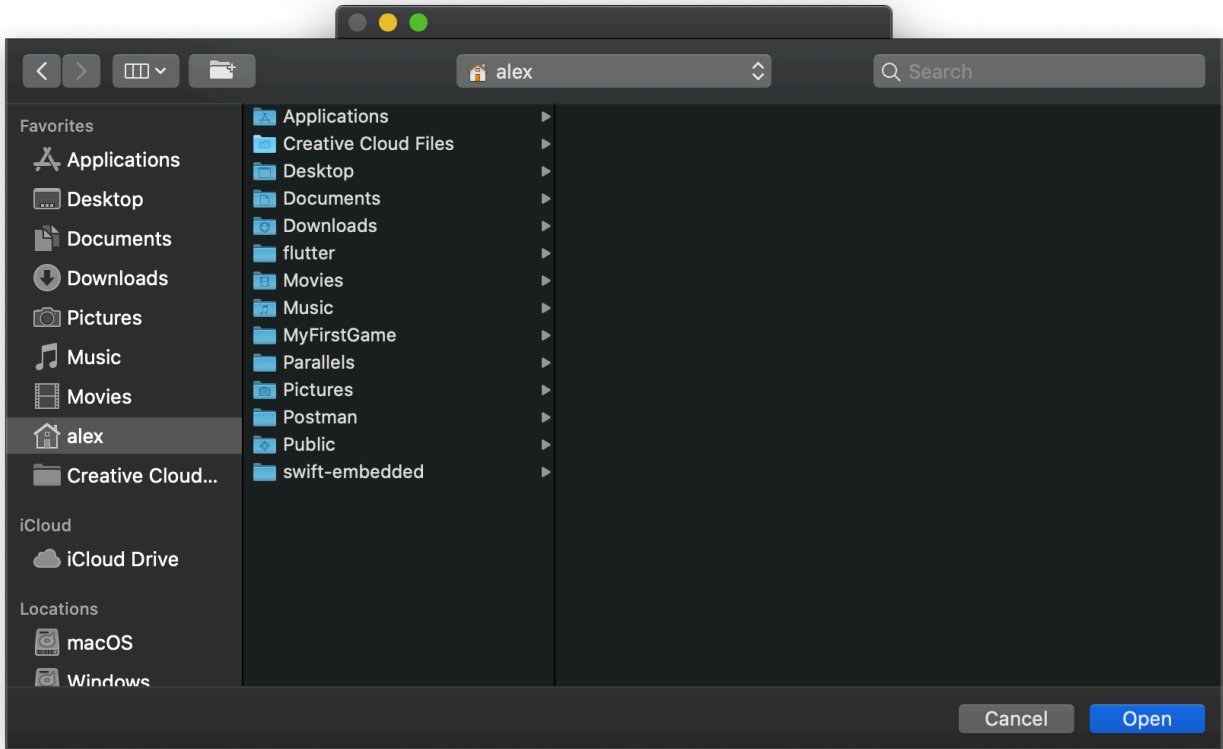 alex
Search
Favorites
Applications
Desktop
Documents
Downloads
Pictures
Music
Movies
alex
Creative Cloud...
iCloud
iCloud Drive
Locations
macOS
Windows
Applications
Creative Cloud Files
Desktop
Documents
Downloads
flutter
Movies
Music
MyFirstGame
Parallels
Pictures
Postman
Public
swift-embedded
Cancel
Open